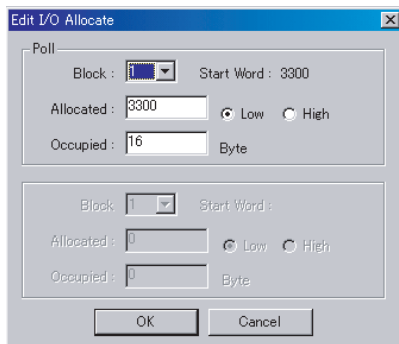 Edit I/O Allocate
Poll
Block : 1 Start Word : 3300
Allocated : 3300 Low High
Occupied : 16 Byte
Block 1 Start Word :
Allocated : 0 Low High
Occupied : 0 Byte
OK Cancel